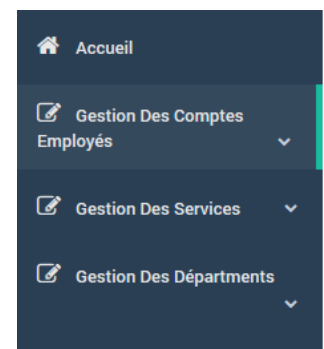 Accueil
Gestion Des Comptes
Employés
Gestion Des Services
Gestion Des Départments